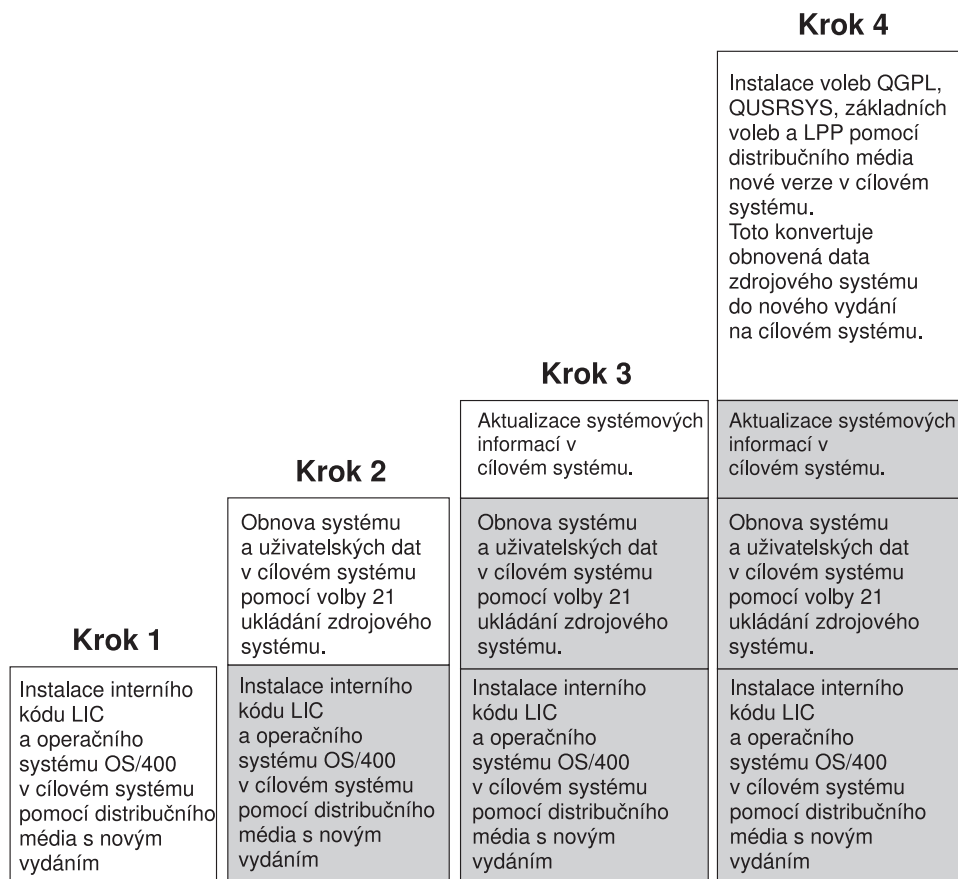 Krok 1
Instalace interního
kódu LIC
a operačního
systému OS/400
v cílovém systému
pomocí distribučního
média s novým
vydáním
Krok 2
Obnova systému
a uživatelských dat
v cílovém systému
pomocí volby 21
ukládání zdrojového
systému.
Instalace interního
kódu LIC
a operačního
systému OS/400
v cílovém systému
pomocí distribučního
média s novým
vydáním
Krok 3
Aktualizace systémových
informací v
cílovém systému.
Obnova systému
a uživatelských dat
v cílovém systému
pomocí volby 21
ukládání zdrojového
systému.
Instalace interního
kódu LIC
a operačního
systému OS/400
v cílovém systému
pomocí distribučního
média s novým
vydáním
Krok 4
Instalace voleb QGPL,
QUSRSYS, základních
voleb a LPP pomocí
distribučního média
nové verze v cílovém
systému.
Toto konvertuje
obnovená data
zdrojového systému
do nového vydání
na cílovém systému.
Aktualizace systémových
informací v
cílovém systému.
Obnova systému
a uživatelských dat
v cílovém systému
pomocí volby 21
ukládání zdrojového
systému.
Instalace interního
kódu LIC
a operačního
systému OS/400
v cílovém systému
pomocí distribučního
média s novým
vydáním